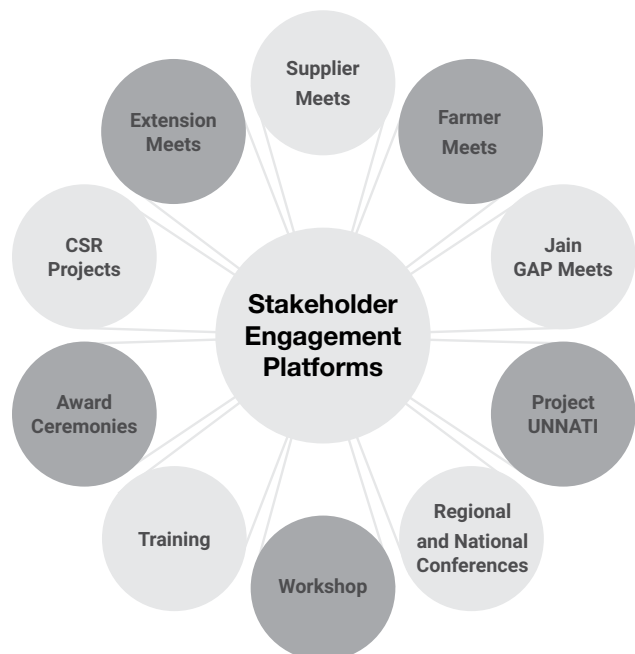 Supplier
Meets
Extension
Meets
Farmer
Meets
CSR
Projects
Jain
GAP Meets
Stakeholder
Engagement
Platforms
Award
Ceremonies
Project
UNNATI
Training
Regional
and National
Conferences
Workshop